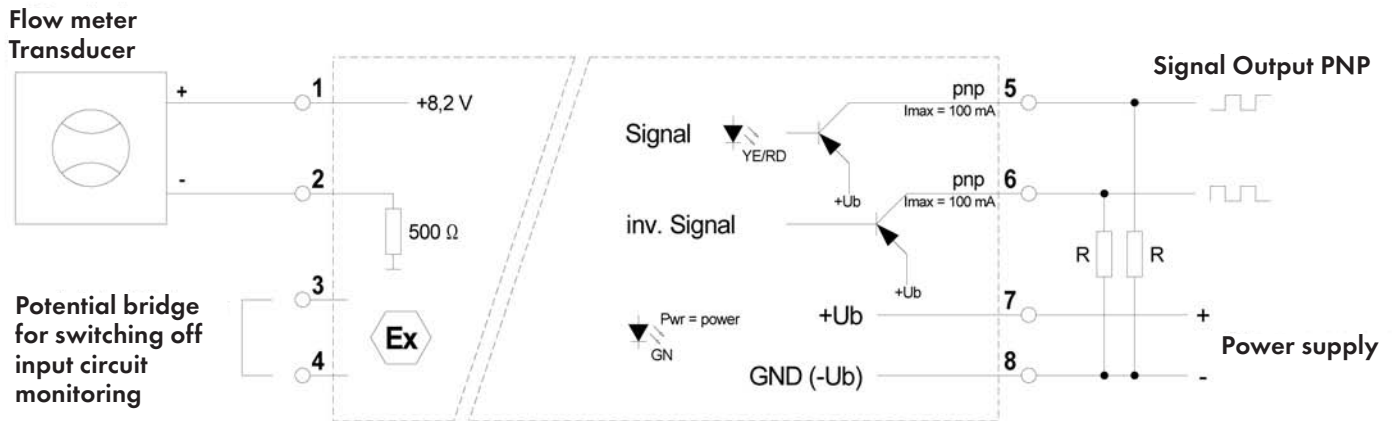 Flow meter
Transducer
+
1
+8,2 V
-
2
500 Ω
Potential bridge
for switching off
input circuit
monitoring
3
4
Ex
Signal
YE/RD
pnp
Imax = 100 mA
5
+Ub
inv. Signal
pnp
Imax = 100 mA
6
+Ub
Pwr = power
GN
+Ub
7
GND (-Ub)
8
Signal Output PNP
R
R
+
Power supply
-